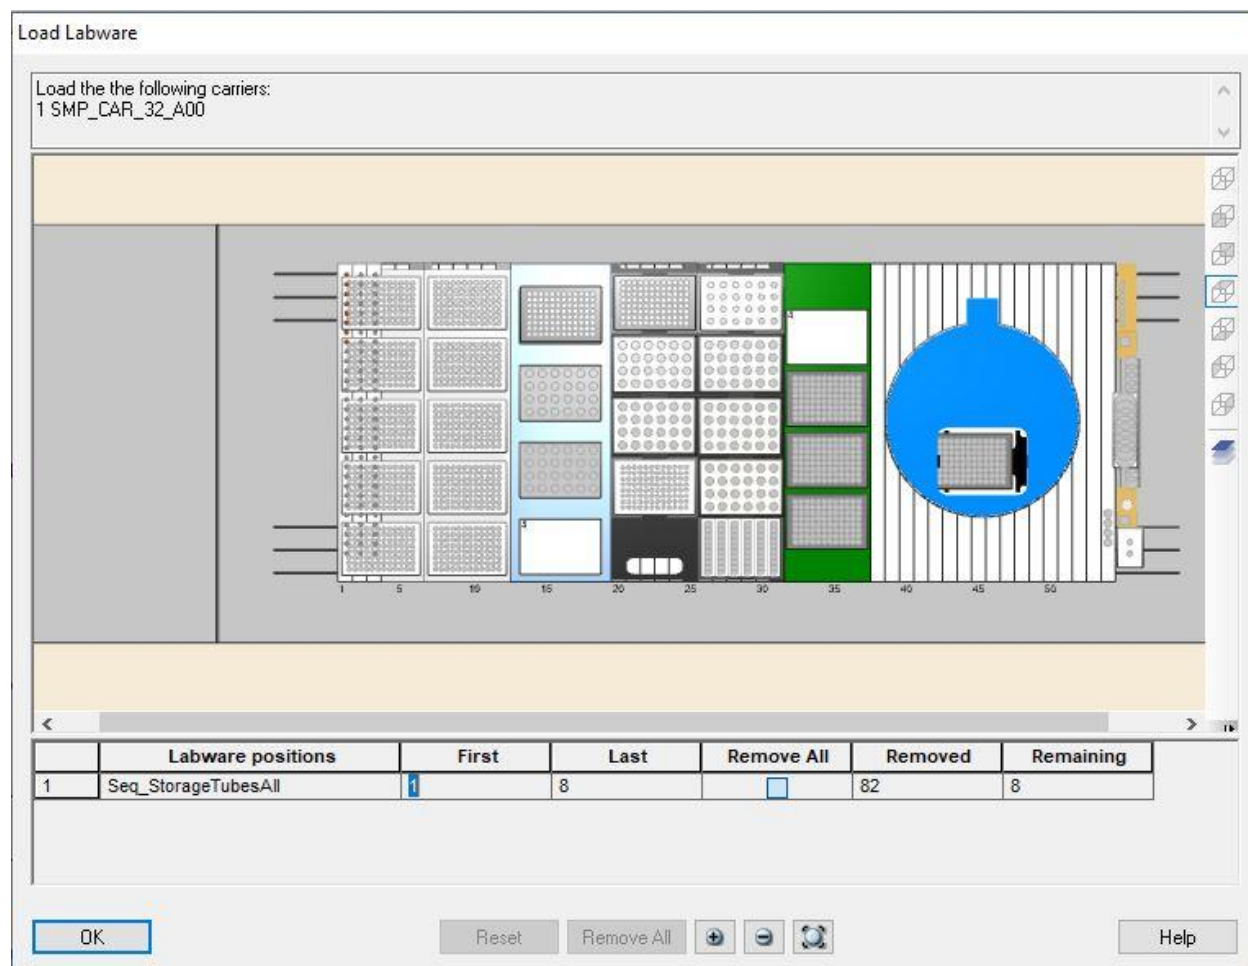 Load Labware
Load the the following carriers:
1 SMP_CAR_32_A00
3
3
1 5 10 15 20 25 30 35 40 45 50
Labware positions First Last Remove All Removed Remaining
1 Seq_StorageTubesAll 1 8 82 8
OK Reset Remove All Help